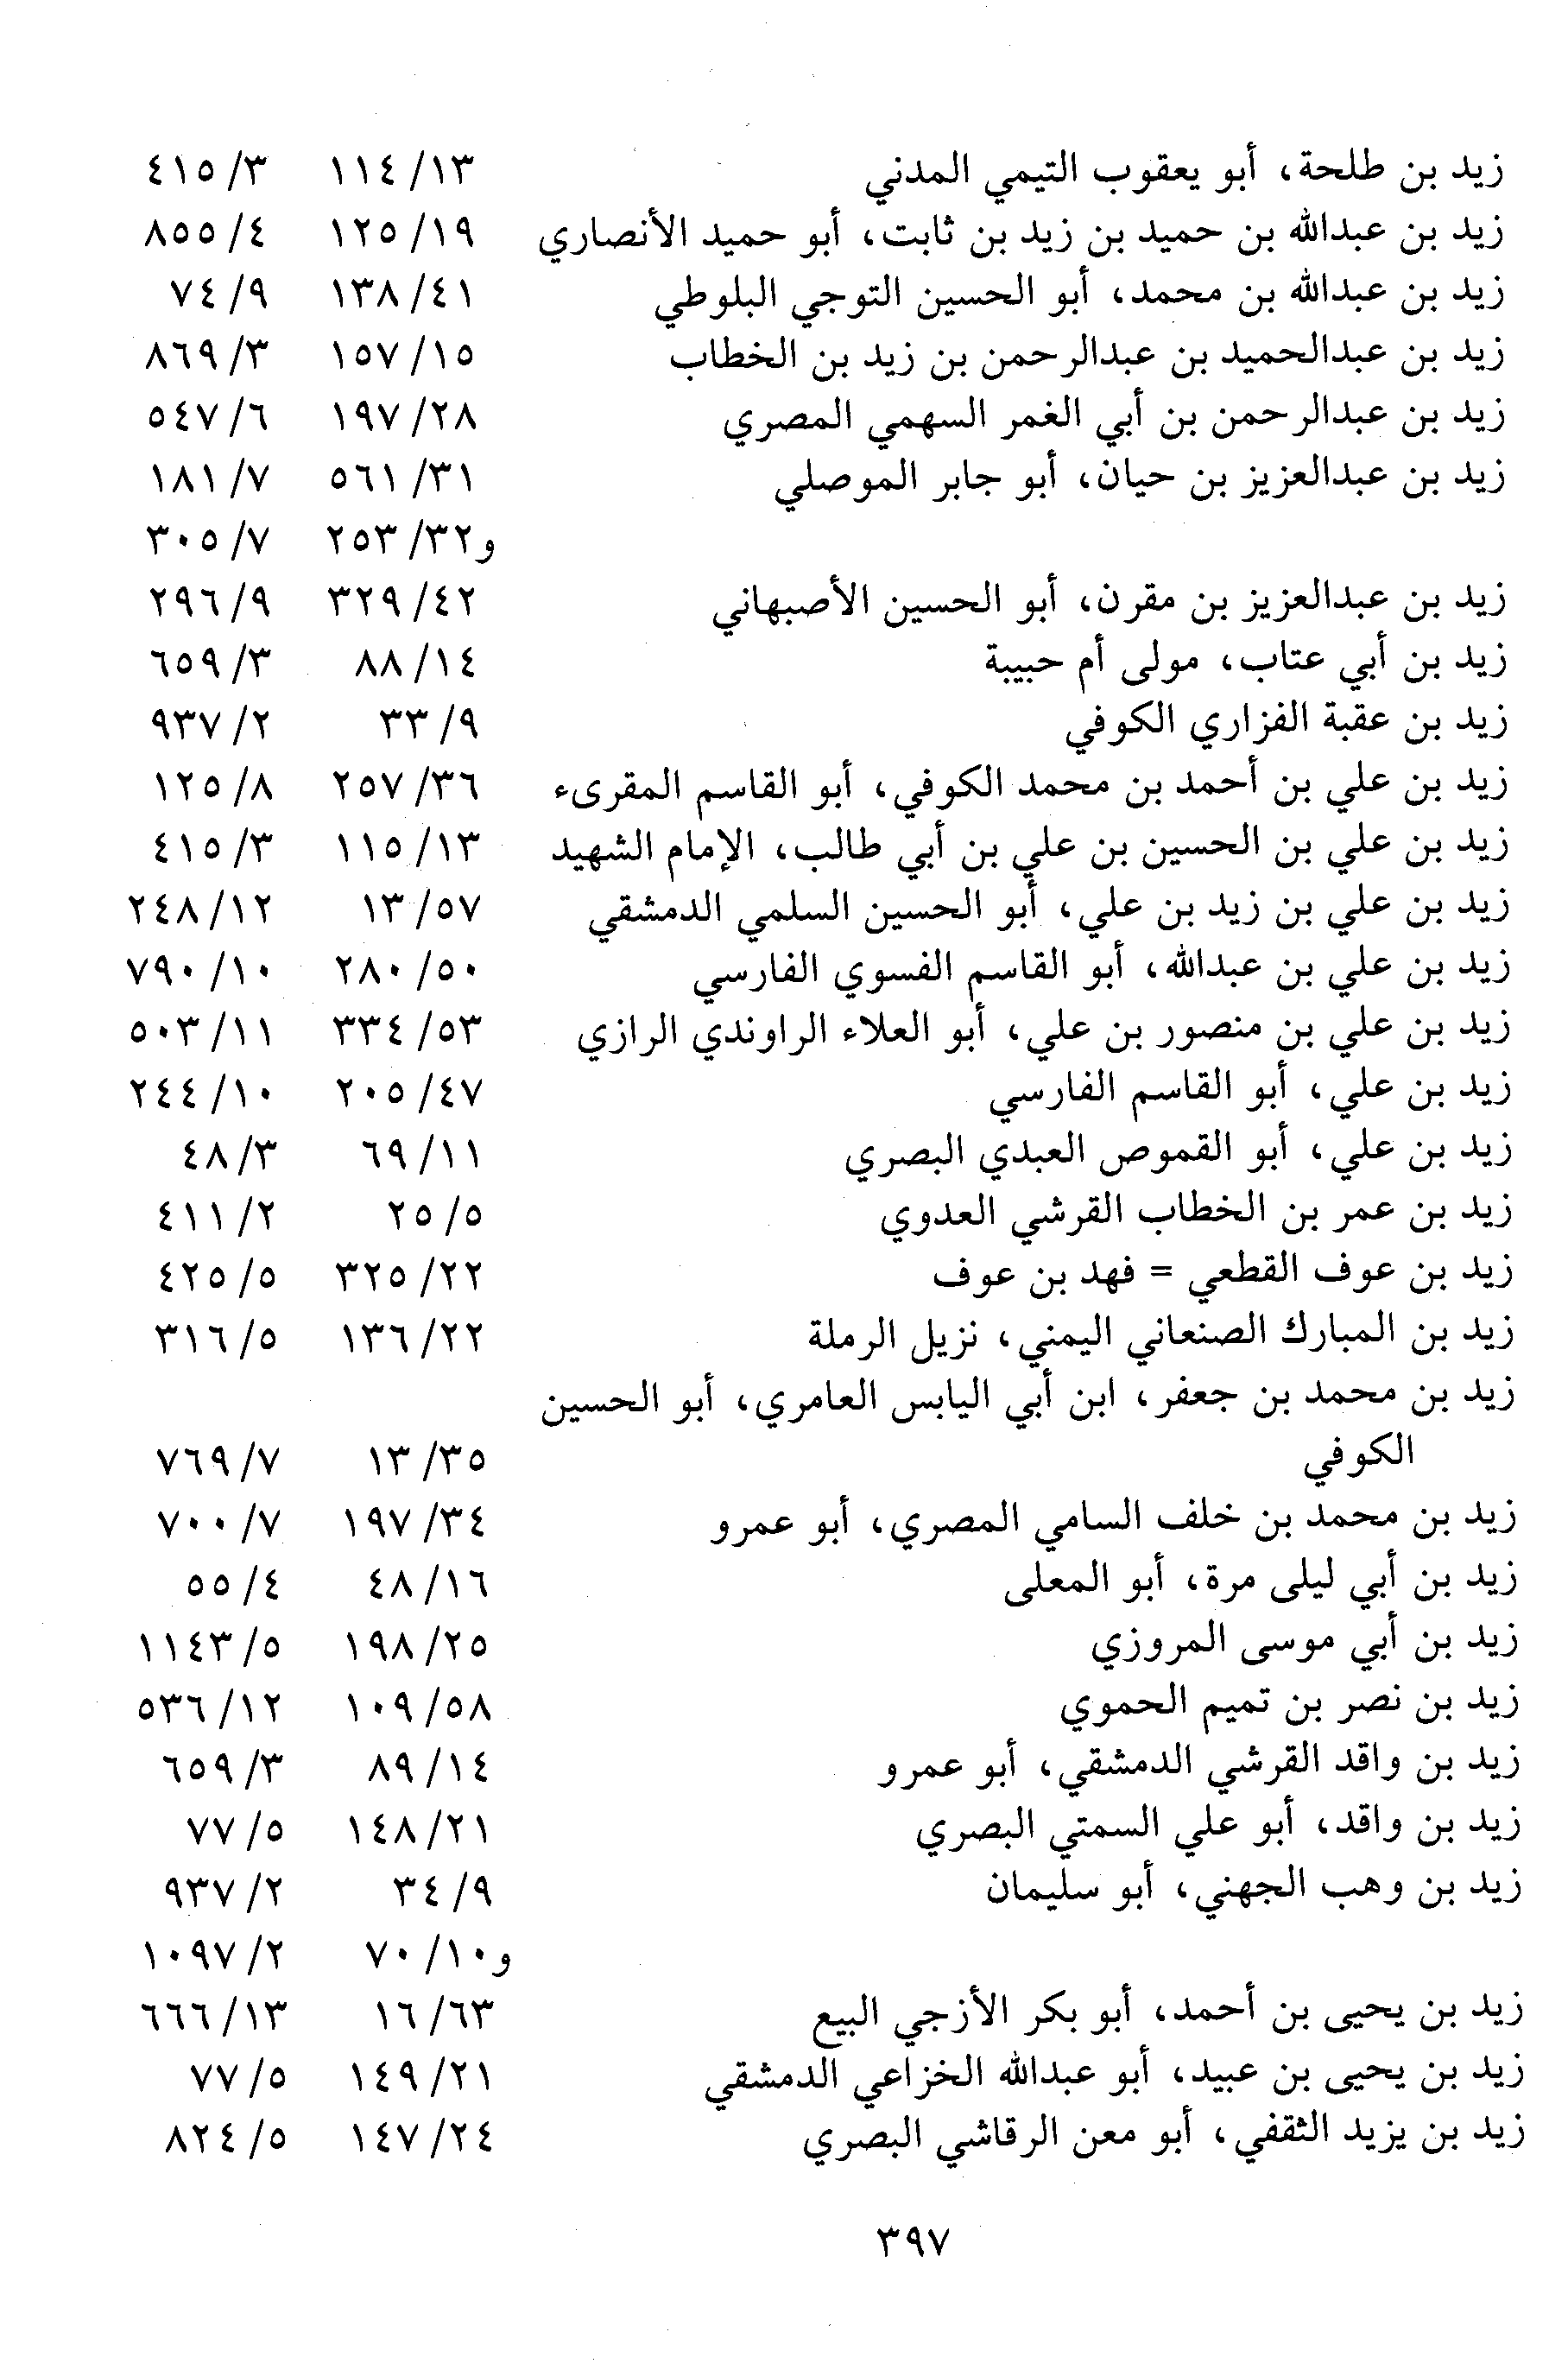 زيد بن طلحة، أبو يعقوب التيمي المدني ١١٤/١٣ ٤١٥/٣
زيد بن عبدالله بن حميد بن زيد بن ثابت، أبو حميد الأنصاري ١٢٥/١٩ ٨٥٥/٤
زيد بن عبدالله بن محمد، أبو الحسين التوجي البلوطي ١٣٨/٤١ ٧٤/٩
زيد بن عبدالحميد بن عبدالرحمن بن زيد بن الخطاب ١٥٧/١٥ ٨٦٩/٣
زيد بن عبدالرحمن بن أبي الغمر السهمي المصري ١٩٧/٢٨ ٥٤٧/٦
زيد بن عبدالعزيز بن حيان، أبو جابر الموصلي ٥٦١/٣١ ١٨١/٧
و٢٥٣/٣٢ ٣٠٥/٧
زيد بن عبدالعزيز بن مقرن، أبو الحسين الأصبهاني ٣٢٩/٤٢ ٢٩٦/٩
زيد بن أبي عتاب، مولى أم حبيبة ٨٨/١٤ ٦٥٩/٣
زيد بن عقبة الفزاري الكوفي ٣٣/٩ ٩٣٧/٢
زيد بن علي بن أحمد بن محمد الكوفي، أبو القاسم المقرىء ٢٥٧/٣٦ ١٢٥/٨
زيد بن علي بن الحسين بن علي بن أبي طالب، الإمام الشهيد ١١٥/١٣ ٤١٥/٣
زيد بن علي بن زيد بن علي، أبو الحسين السلمي الدمشقي ١٣/٥٧ ٢٤٨/١٢
زيد بن علي بن عبدالله، أبو القاسم الفسوي الفارسي ٢٨٠/٥٠ ٧٩٠/١٠
زيد بن علي بن منصور بن علي، أبو العلاء الراوندي الرازي ٣٣٤/٥٣ ٥٠٣/١١
زيد بن علي، أبو القاسم الفارسي ٢٠٥/٤٧ ٢٤٤/١٠
زيد بن علي، أبو القموص العبدي البصري ٦٩/١١ ٤٨/٣
زيد بن عمر بن الخطاب القرشي العدوي ٢٥/٥ ٤١١/٢
زيد بن عوف القطعي = فهد بن عوف ٣٢٥/٢٢ ٤٢٥/٥
زيد بن المبارك الصنعاني اليمني، نزيل الرملة ١٣٦/٢٢ ٣١٦/٥
زيد بن محمد بن جعفر، ابن أبي اليابس العامري، أبو الحسين
الكوفي ١٣/٣٥ ٧٦٩/٧
زيد بن محمد بن خلف السامي المصري، أبو عمرو ١٩٧/٣٤ ٧٠٠/٧
زيد بن أبي ليلى مرة، أبو المعلى ٤٨/١٦ ٥٥/٤
زيد بن أبي موسى المروزي ١٩٨/٢٥ ١١٤٣/٥
زيد بن نصر بن تميم الحموي ١٠٩/٥٨ ٥٣٦/١٢
زيد بن واقد القرشي الدمشقي، أبو عمرو ٨٩/١٤ ٦٥٩/٣
زيد بن واقد، أبو علي السمتي البصري ١٤٨/٢١ ٧٧/٥
زيد بن وهب الجهني، أبو سليمان ٣٤/٩ ٩٣٧/٢
و٧٠/١٠ ١٠٩٧/٢
زيد بن يحيى بن أحمد، أبو بكر الأزجي البيع ١٦/٦٣ ٦٦٦/١٣
زيد بن يحيى بن عبيد، أبو عبدالله الخزاعي الدمشقي ١٤٩/٢١ ٧٧/٥
زيد بن يزيد الثقفي، أبو معن الرقاشي البصري ١٤٧/٢٤ ٨٢٤/٥
٣٩٧